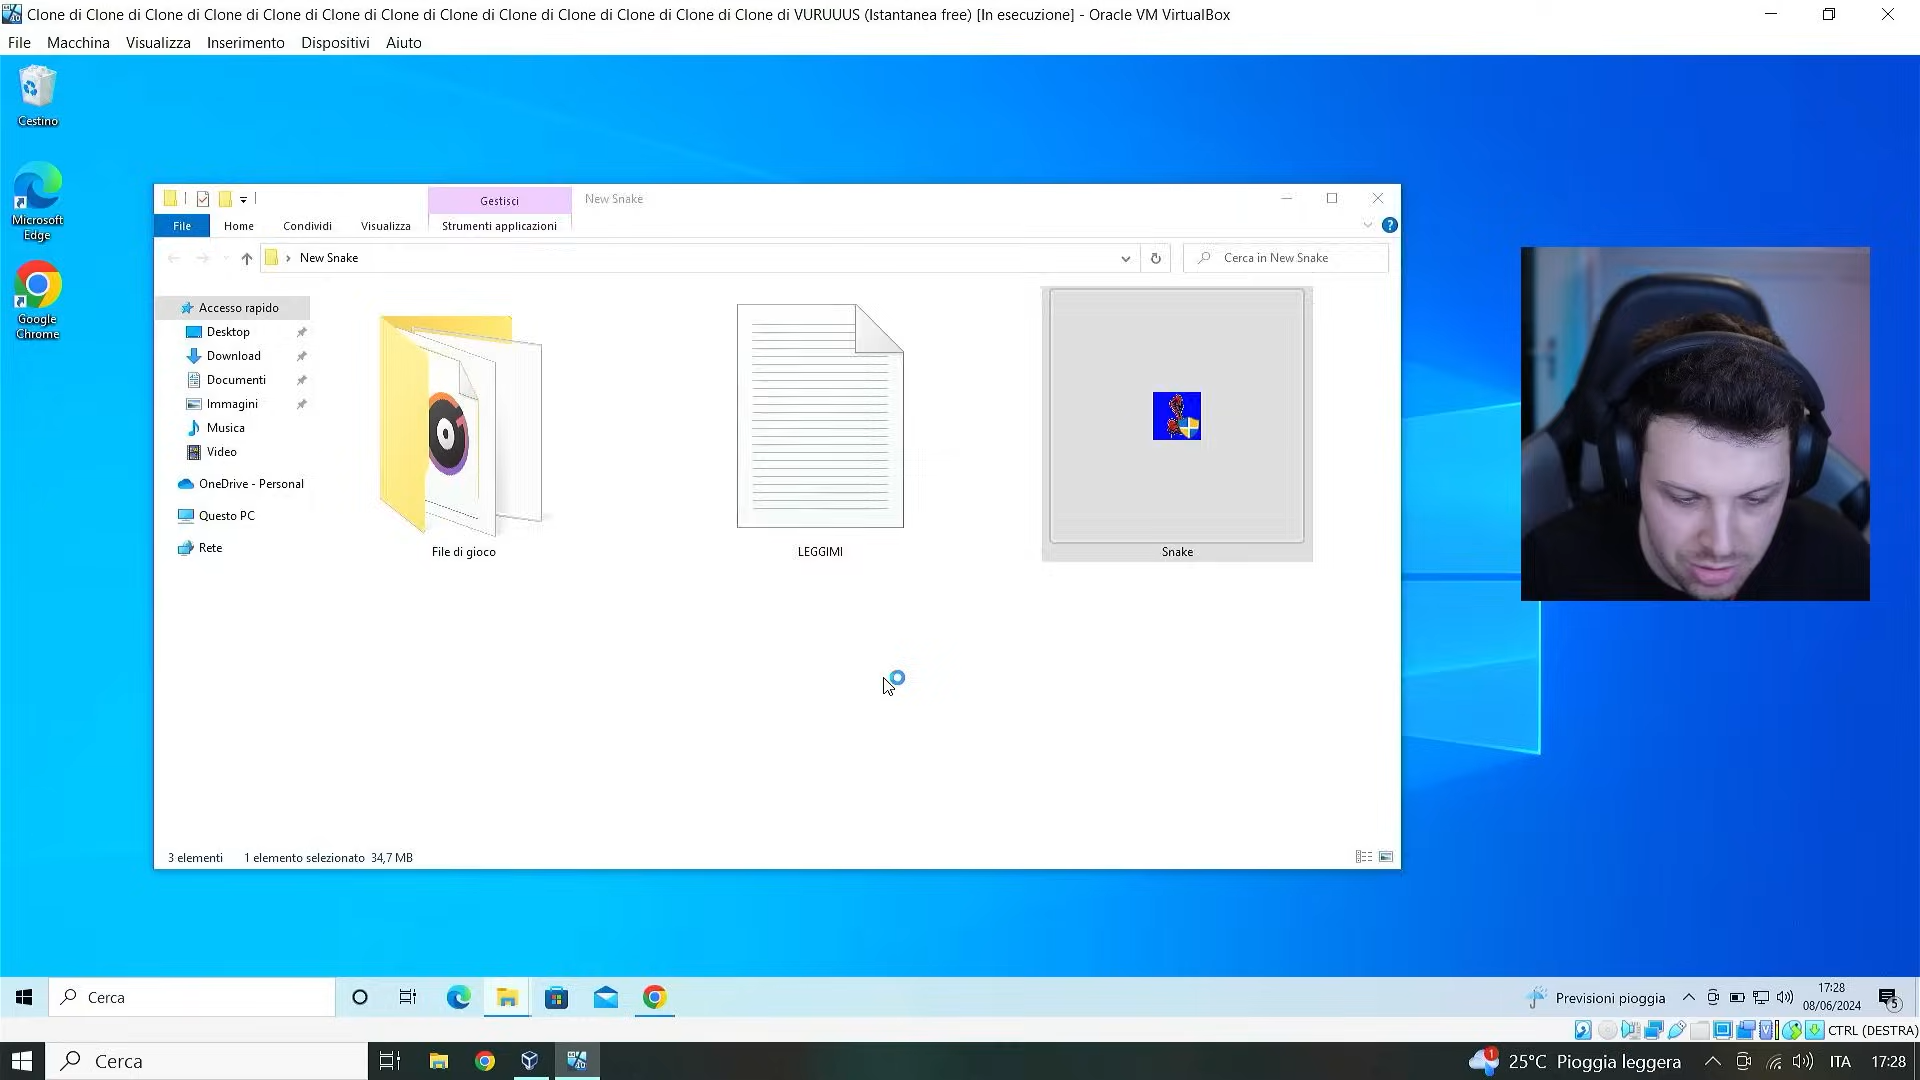 Clone di Clone di Clone di Clone di Clone di Clone di Clone di Clone di Clone di Clone di Clone di Clone di Clone di VURUUUS (Istantanea free) [In esecuzione] - Oracle VM VirtualBox
File Macchina Visualizza Inserimento Dispositivi Aiuto
Cestino
Microsoft
Edge
Google
Chrome
Gestisci New Snake
File Home Condividi Visualizza Strumenti applicazioni
New Snake Cerca in New Snake
Accesso rapido
Desktop
Download
Documenti
Immagini
Musica
Video
OneDrive - Personal
Questo PC
Rete
File di gioco LEGGIMI Snake
3 elementi 1 elemento selezionato 34,7 MB
Cerca Previsioni pioggia 17:28
08/06/2024 5
CTRL (DESTRA)
Cerca 1 25°C Pioggia leggera ITA 17:28